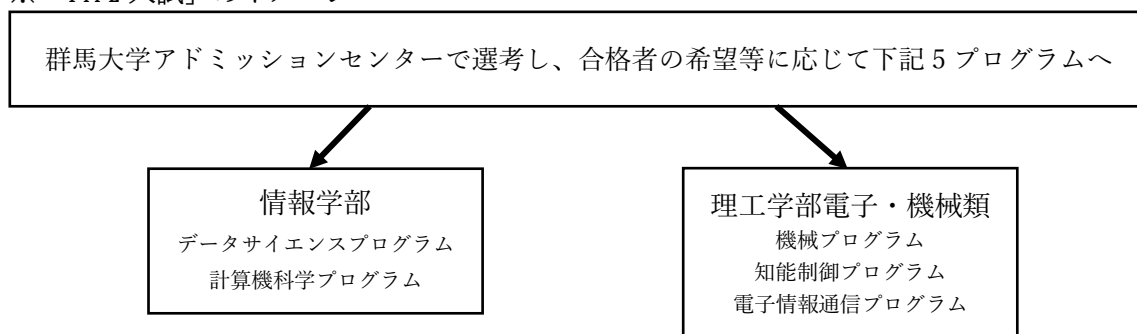 群馬大学アドミッションセンターで選考し、合格者の希望等に応じて下記 5 プログラムへ
情報学部
データサイエンスプログラム
計算機科学プログラム
理工学部電子・機械類
機械プログラム
知能制御プログラム
電子情報通信プログラム